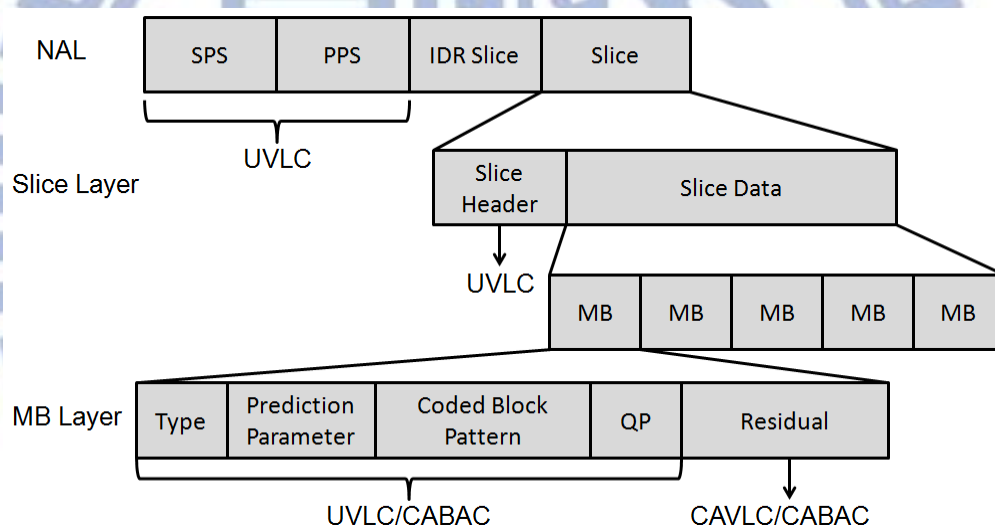 NAL
SPS
PPS
IDR Slice
Slice
UVLC
Slice Layer
Slice
Header
Slice Data
UVLC
MB
MB
MB
MB
MB
MB Layer
Type
Prediction
Parameter
Coded Block
Pattern
QP
Residual
UVLC/CABAC
CAVLC/CABAC